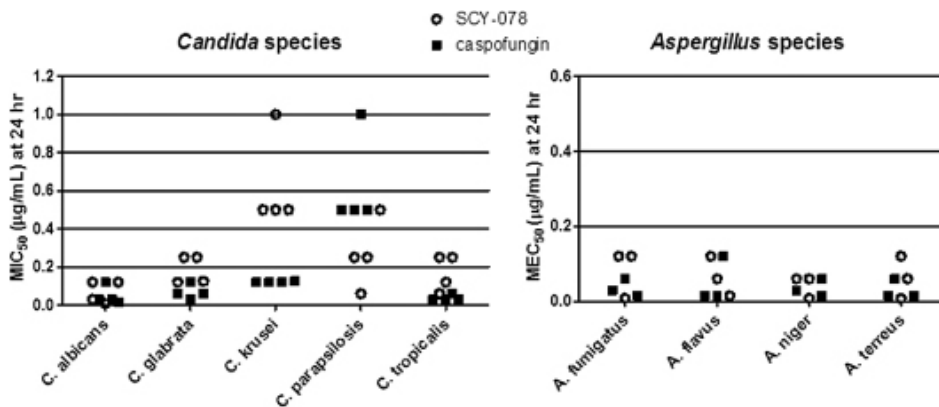 SCY-078
caspofungin
Candida species
MIC50 (µg/mL) at 24 hr
1.2
1.0
0.8
0.6
0.4
0.2
0.0
C. albicans
C. glabrata
C. krusei
C. parapsilosis
C. tropicalis
Aspergillus species
MEC50 (µg/mL) at 24 hr
0.6
0.4
0.2
0.0
A. fumigatus
A. flavus
A. niger
A. terreus